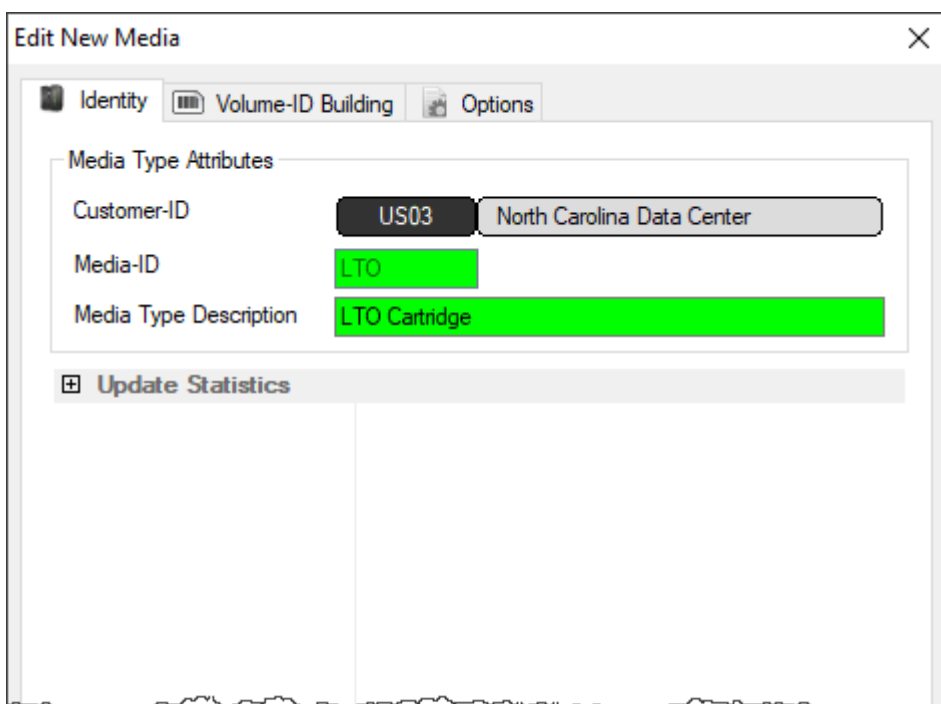 Edit New Media
Identity Volume-ID Building Options
Media Type Attributes
Customer-ID US03 North Carolina Data Center
Media-ID LTO
Media Type Description LTO Cartridge
Update Statistics